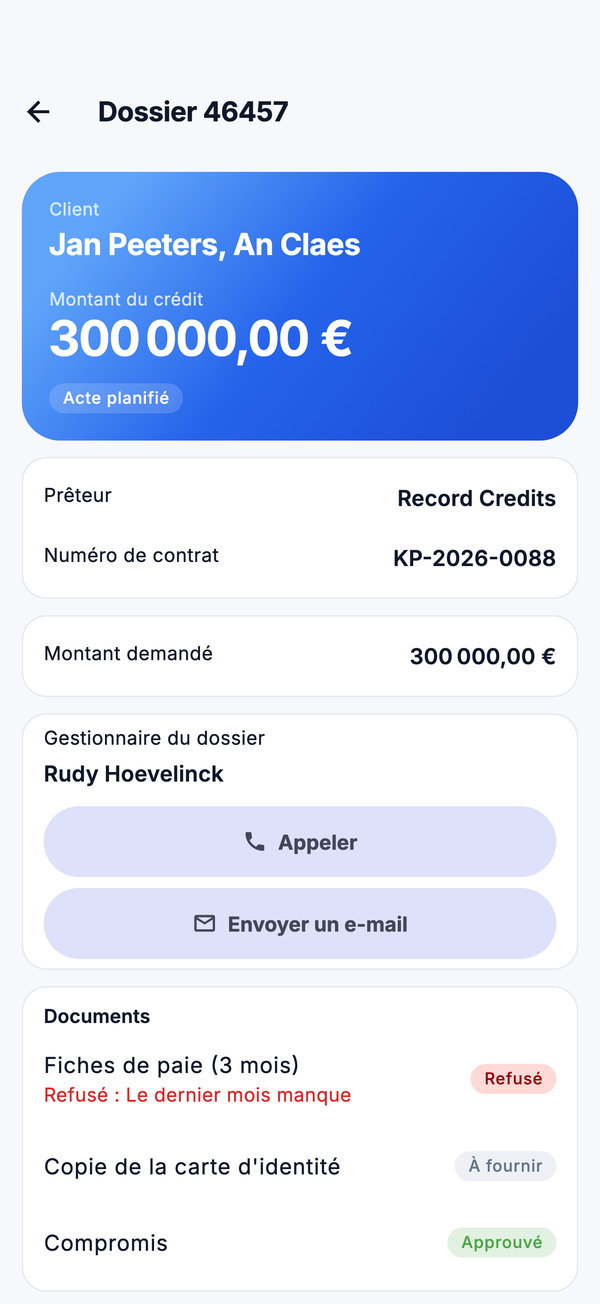 Dossier 46457
Client
Jan Peeters, An Claes
Montant du crédit
300 000,00 €
Acte planifié
Prêteur
Record Credits
Numéro de contrat
KP-2026-0088
Montant demandé
300 000,00 €
Gestionnaire du dossier
Rudy Hoevelinck
Appeler
Envoyer un e-mail
Documents
Fiches de paie (3 mois)
Refusé : Le dernier mois manque
Refusé
Copie de la carte d'identité
À fournir
Compromis
Approuvé